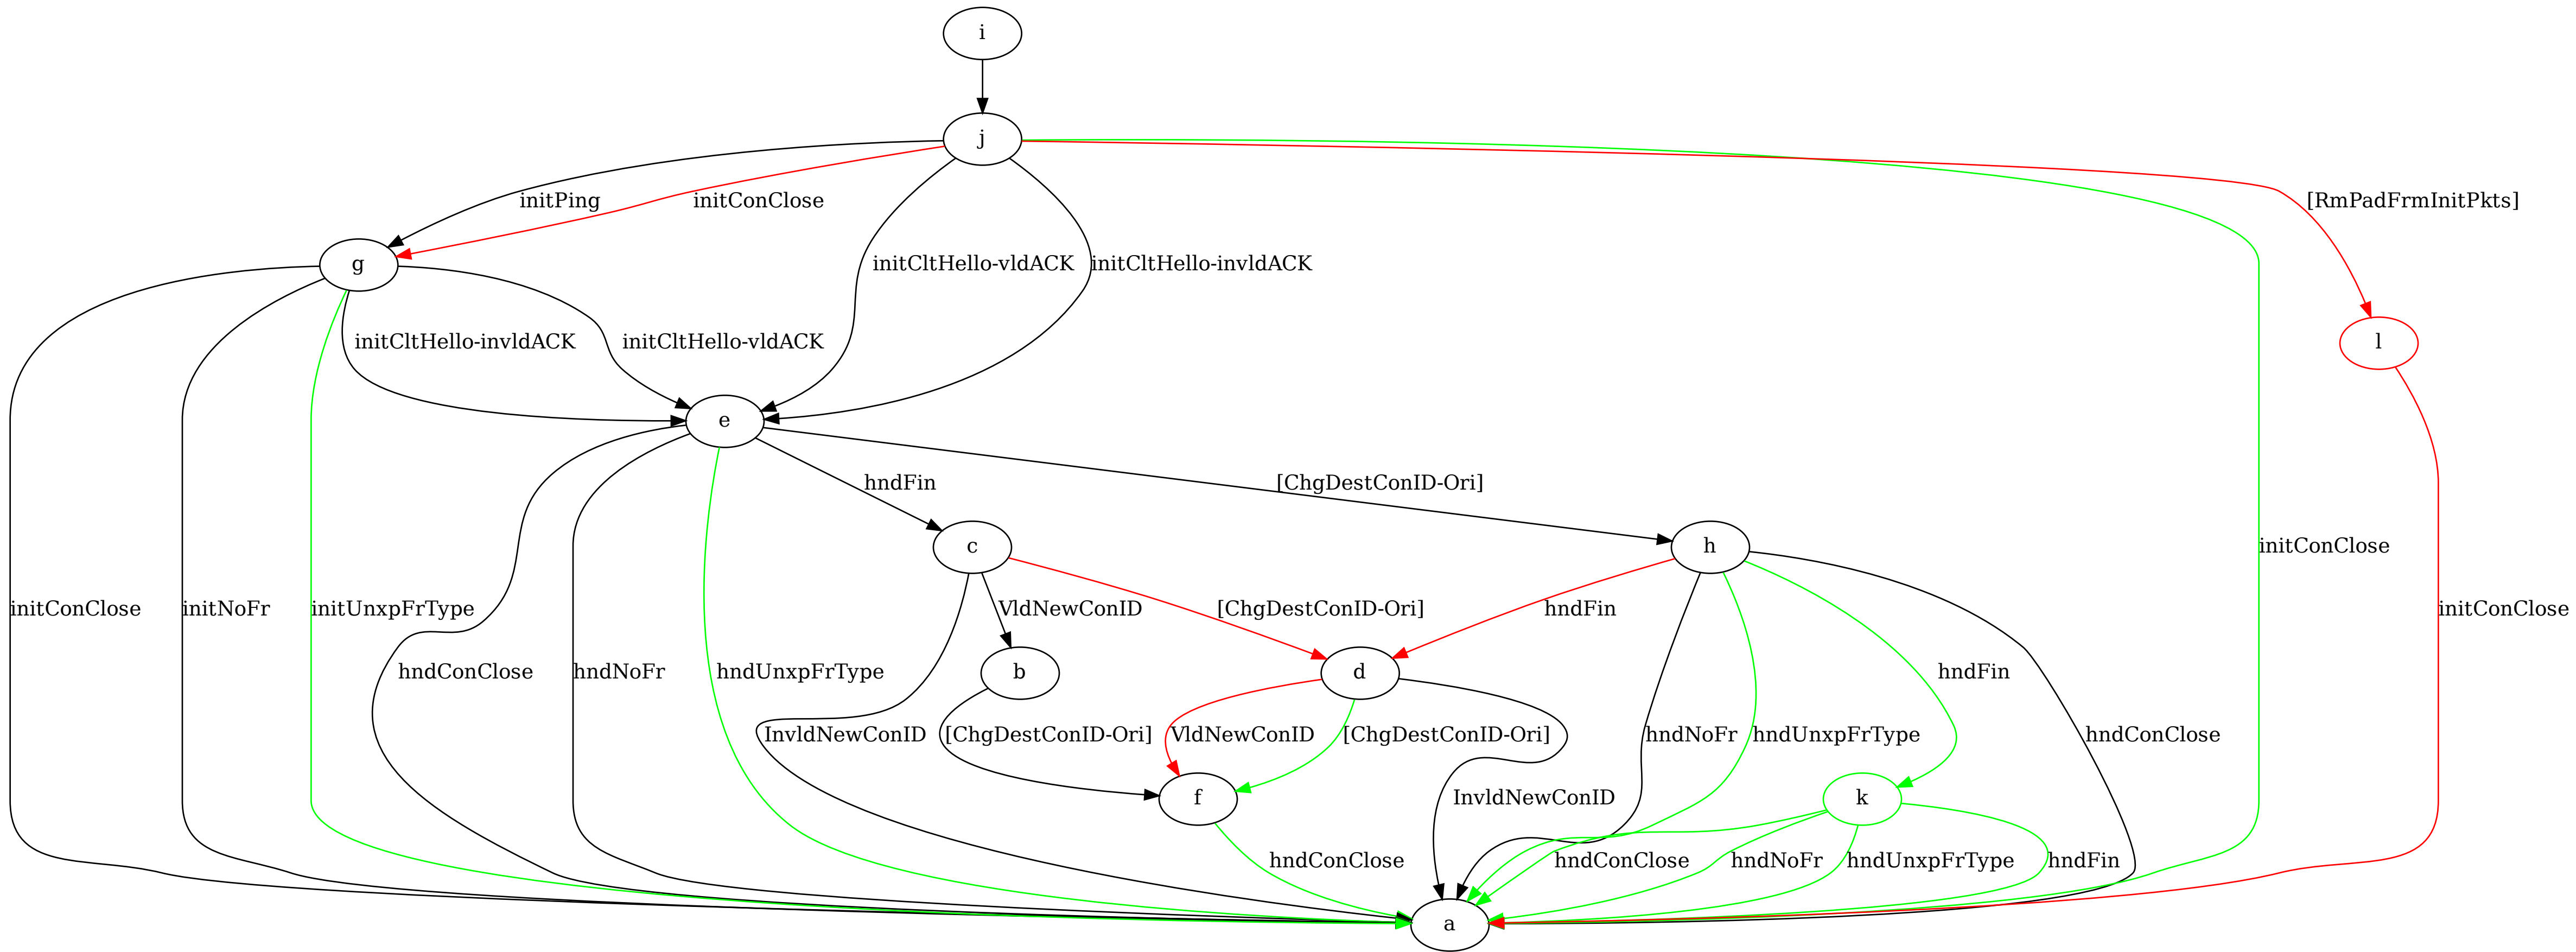 i
j
initPing
initConClose
[RmPadFrmInitPkts]
g
initCltHello-vldACK
initCltHello-invldACK
l
initCltHello-invldACK
initCltHello-vldACK
e
hndFin
[ChgDestConID-Ori]
c
h
initConClose
initConClose
initNoFr
initUnxpFrType
VldNewConID
[ChgDestConID-Ori]
hndFin
initConClose
hndConClose
hndNoFr
hndUnxpFrType
b
d
hndFin
InvldNewConID
[ChgDestConID-Ori]
VldNewConID
[ChgDestConID-Ori]
hndNoFr
hndUnxpFrType
hndConClose
InvldNewConID
f
k
hndConClose
hndConClose
hndNoFr
hndUnxpFrType
hndFin
a